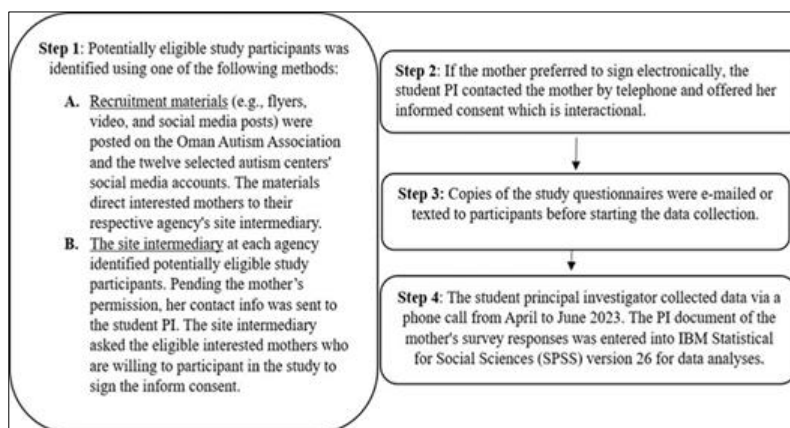 Step 1: Potentially eligible study participants was
identified using one of the following methods:
A. Recruitment materials (e.g., flyers,
video, and social media posts) were
posted on the Oman Autism Association
and the twelve selected autism centers'
social media accounts. The materials
direct interested mothers to their
respective agency's site intermediary.
B. The site intermediary at each agency
identified potentially eligible study
participants. Pending the mother's
permission, her contact info was sent to
the student PI. The site intermediary
asked the eligible interested mothers who
are willing to participant in the study to
sign the inform consent.
Step 2: If the mother preferred to sign electronically, the
student PI contacted the mother by telephone and offered her
informed consent which is interactional.
Step 3: Copies of the study questionnaires were e-mailed or
texted to participants before starting the data collection.
Step 4: The student principal investigator collected data via a
phone call from April to June 2023. The PI document of the
mother's survey responses was entered into IBM Statistical
for Social Sciences (SPSS) version 26 for data analyses.